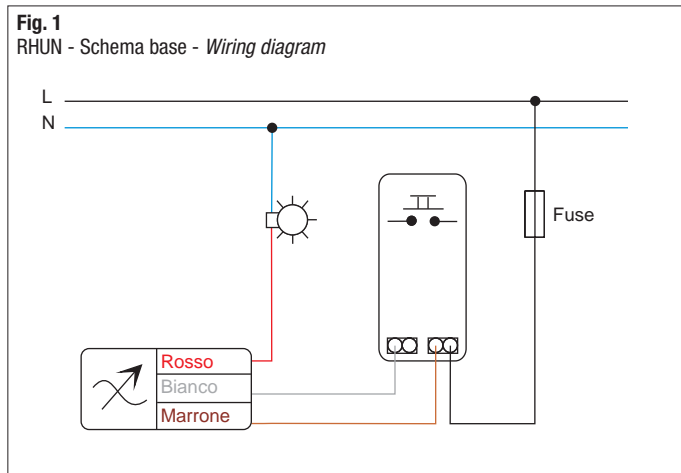 Fig. 1
RHUN - Schema base - Wiring diagram
L
N
Fuse
Rosso
Bianco
Marrone